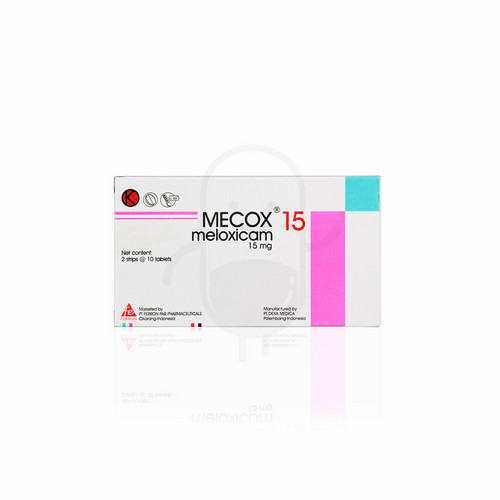 K
MECOX® 15
meloxicam
15 mg
Net content:
2 strips @ 10 tablets
FERRON
Marketed by
PT. FERRON PAR PHARMACEUTICALS
Cikarang-Indonesia
Manufactured by
PT. DEXA MEDICA
Palembang-Indonesia